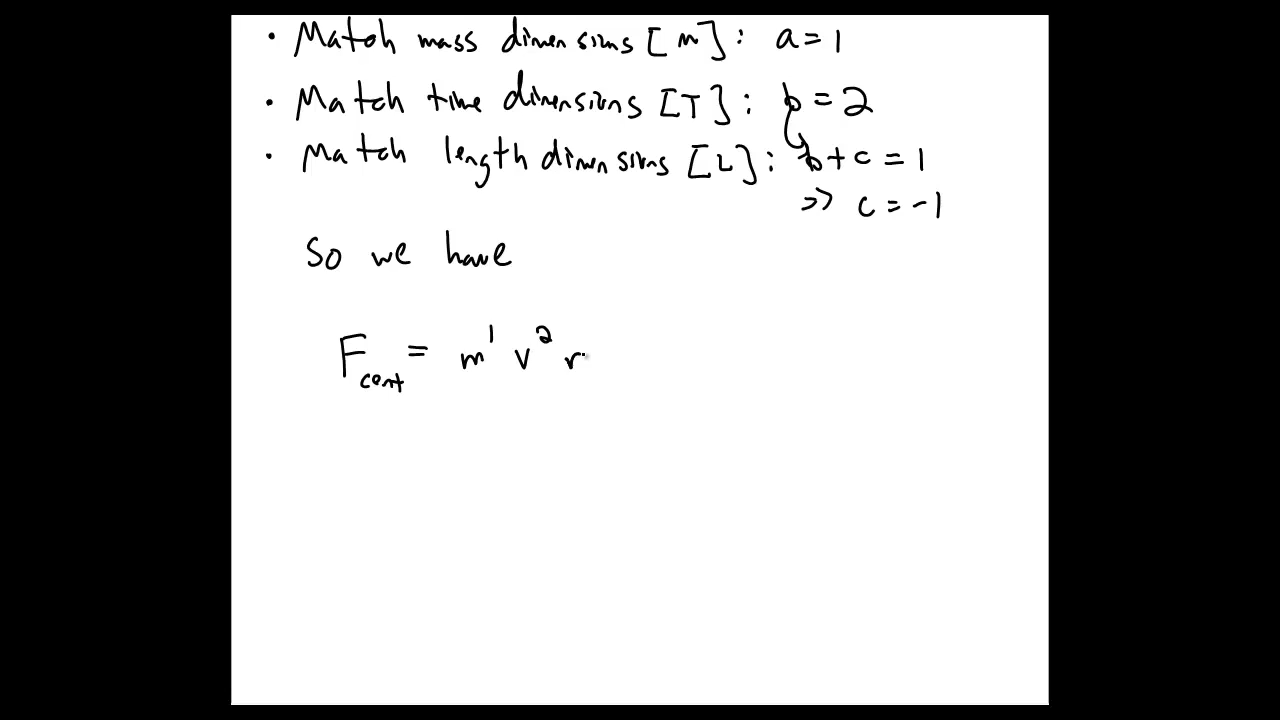 • Match mass dimensions [M]: a = 1
• Match time dimensions [T]: b = 2
• Match length dimensions [L]: b + c = 1
⇒ c = -1
So we have
F_cent = m¹ v² r